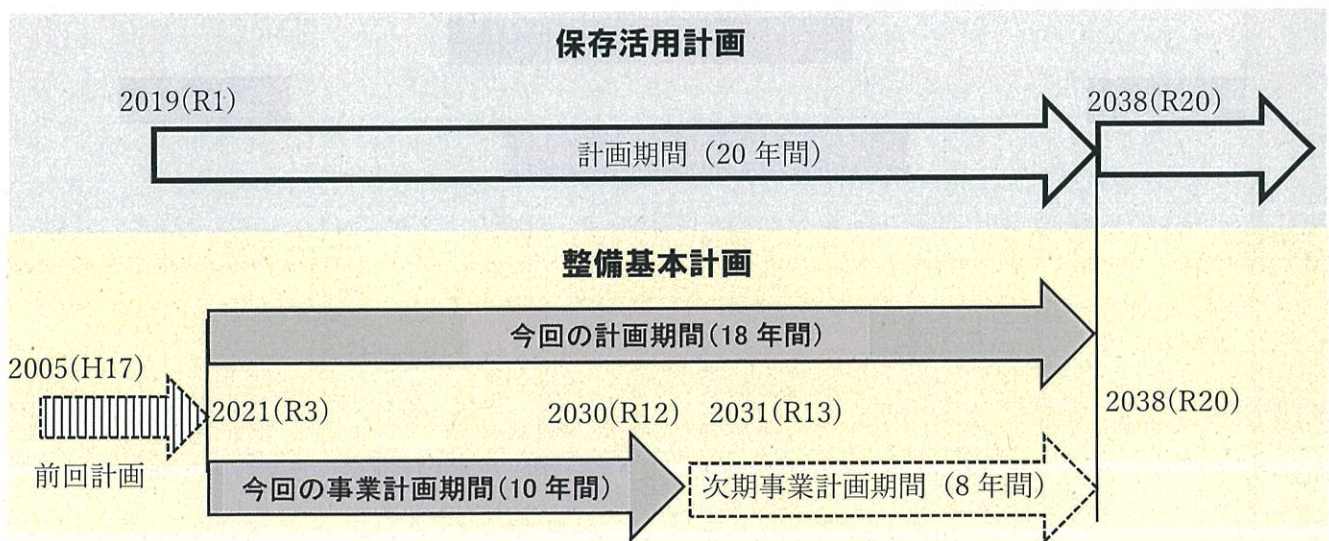 保存活用計画
2019(R1)
2038(R20)
計画期間（20 年間）
整備基本計画
今回の計画期間(18 年間)
2005(H17)
2021(R3)
2030(R12)
2031(R13)
2038(R20)
前回計画
今回の事業計画期間(10 年間)
次期事業計画期間（8 年間）